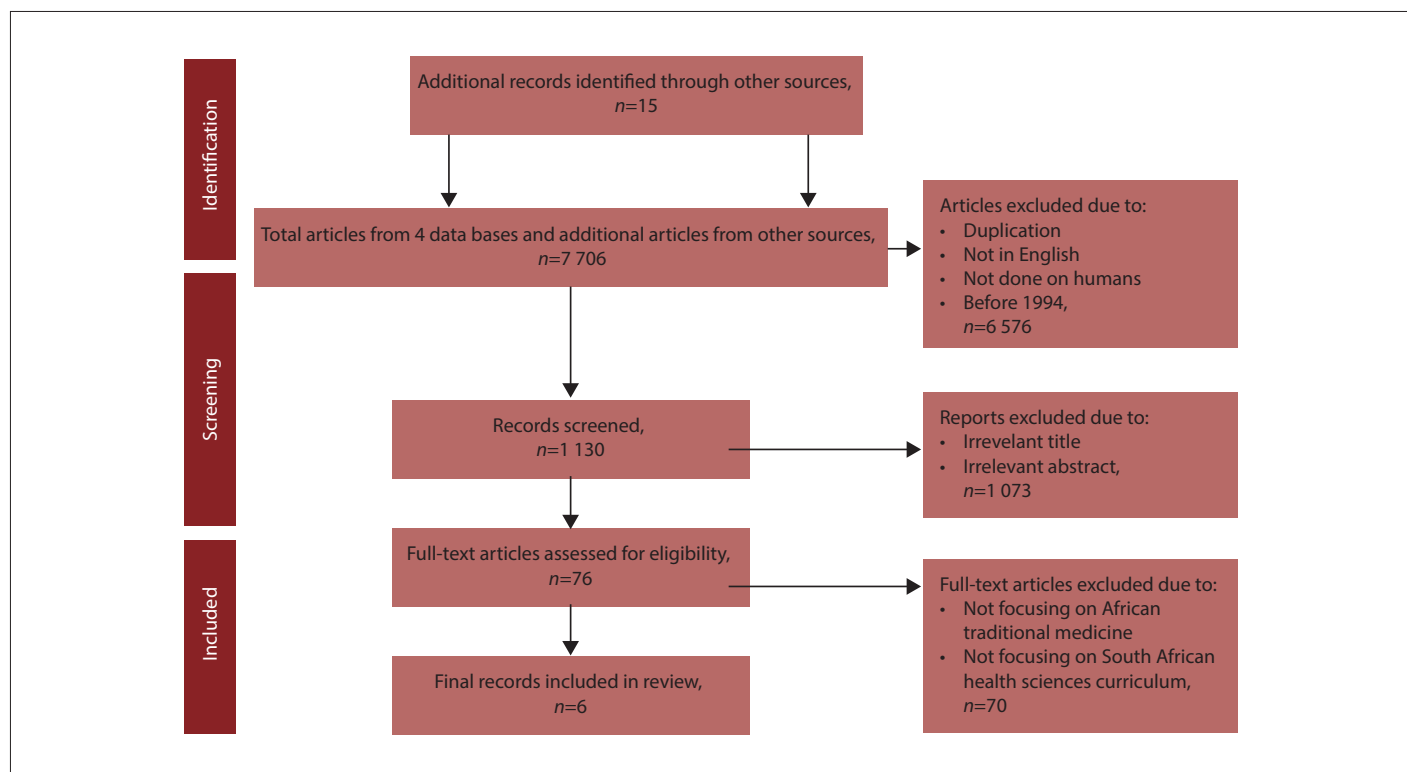 Identification
Additional records identified through other sources,
n=15
Total articles from 4 data bases and additional articles from other sources,
n=7 706
Articles excluded due to:
• Duplication
• Not in English
• Not done on humans
• Before 1994,
n=6 576
Screening
Records screened,
n=1 130
Reports excluded due to:
• Irrevelant title
• Irrelevant abstract,
n=1 073
Included
Full-text articles assessed for eligibility,
n=76
Full-text articles excluded due to:
• Not focusing on African
traditional medicine
• Not focusing on South African
health sciences curriculum,
n=70
Final records included in review,
n=6